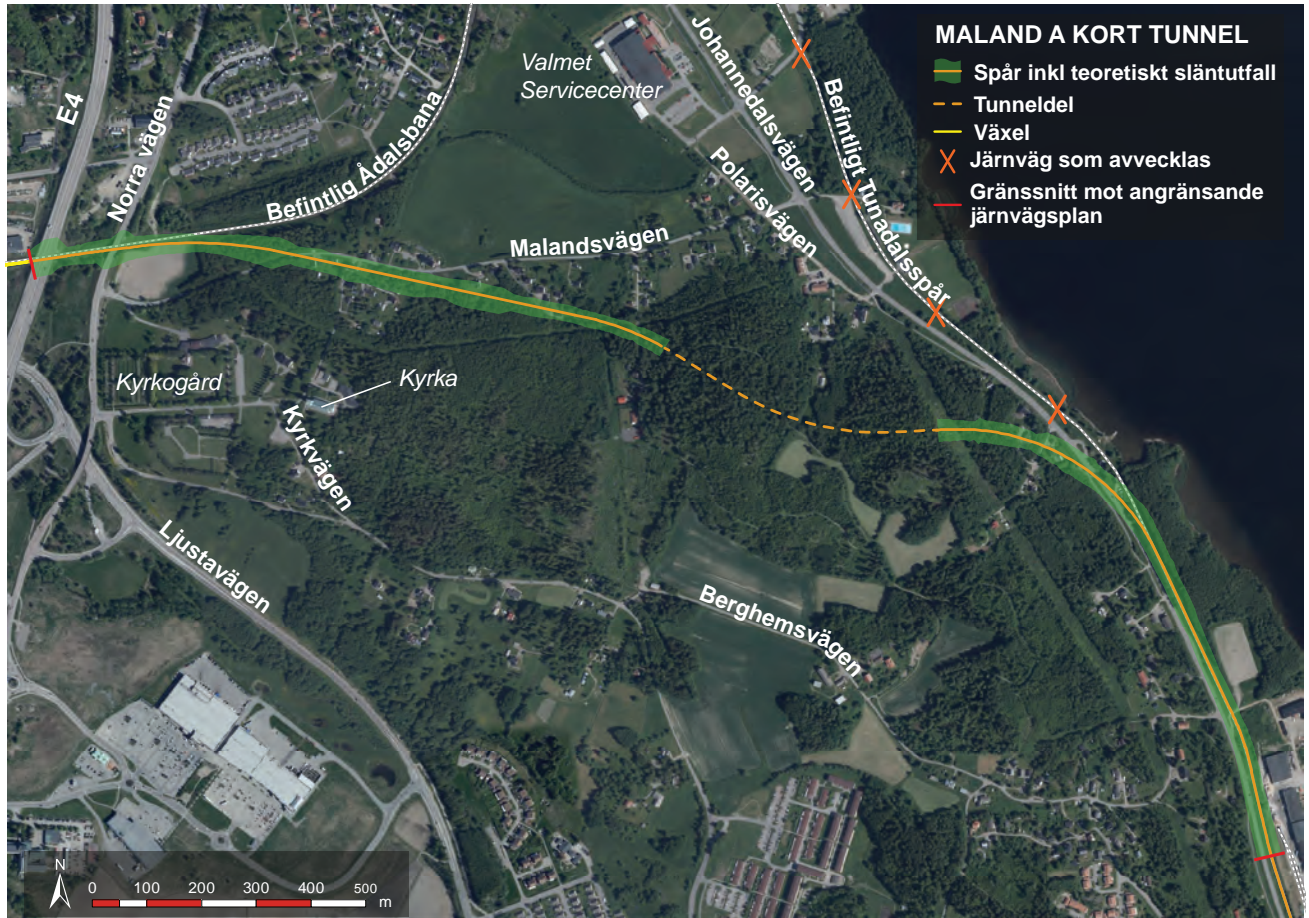 MALAND A KORT TUNNEL
Spår inkl teoretiskt släntutfall
Tunneldel
Växel
Järnväg som avvecklas
Gränssnitt mot angränsande
järnvägsplan
E4
Norra vägen
Befintlig Ådalsbana
Valmet
Servicecenter
Johannedalsvägen
Polarisvägen
Befintligt Tunadalsspår
Malandsvägen
Kyrkogård
Kyrka
Kyrkvägen
Ljustavägen
Berghemsvägen
N
0 100 200 300 400 500
m